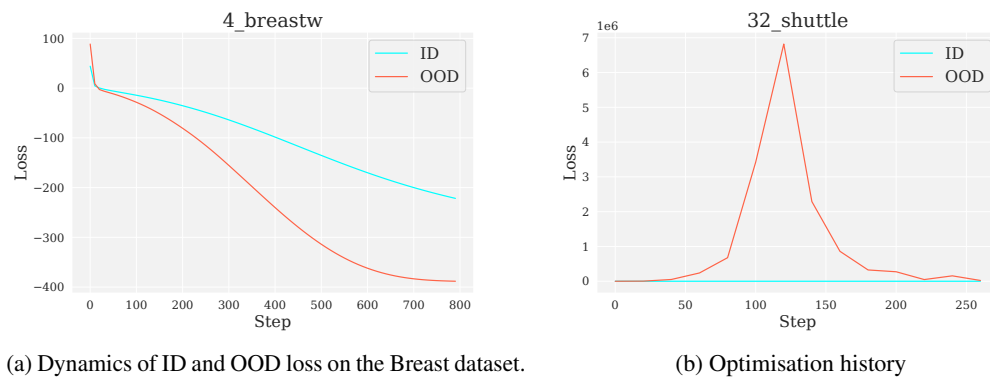 4_breastw
100
0
−100
−200
−300
−400
Loss
0 100 200 300 400 500 600 700 800
Step
ID
OOD
(a) Dynamics of ID and OOD loss on the Breast dataset.
32_shuttle
1e6
7
6
5
4
3
2
1
0
Loss
0 50 100 150 200 250
Step
ID
OOD
(b) Optimisation history